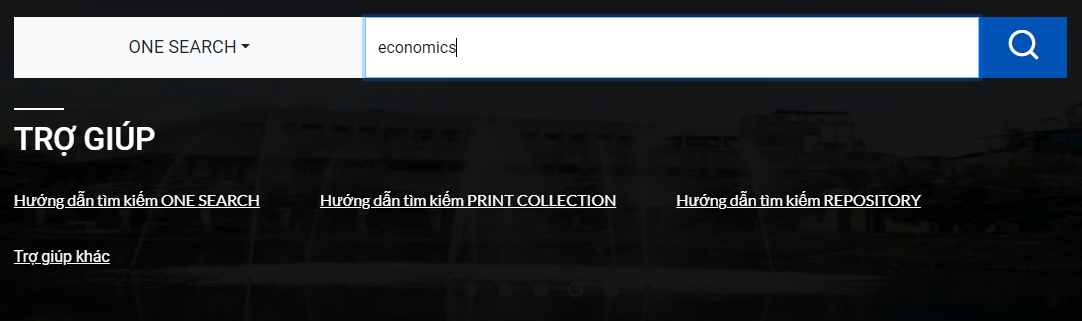 ONE SEARCH
economics
TRỢ GIÚP
Hướng dẫn tìm kiếm ONE SEARCH
Hướng dẫn tìm kiếm PRINT COLLECTION
Hướng dẫn tìm kiếm REPOSITORY
Trợ giúp khác